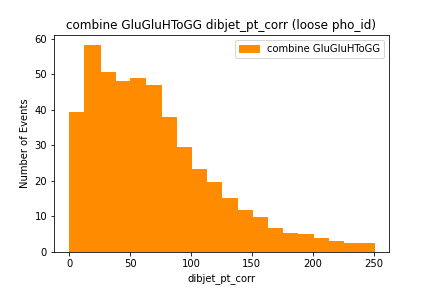 combine GluGluHToGG dibjet_pt_corr (loose pho_id)
combine GluGluHToGG
Number of Events
60
50
40
30
20
10
0
0 50 100 150 200 250
dibjet_pt_corr